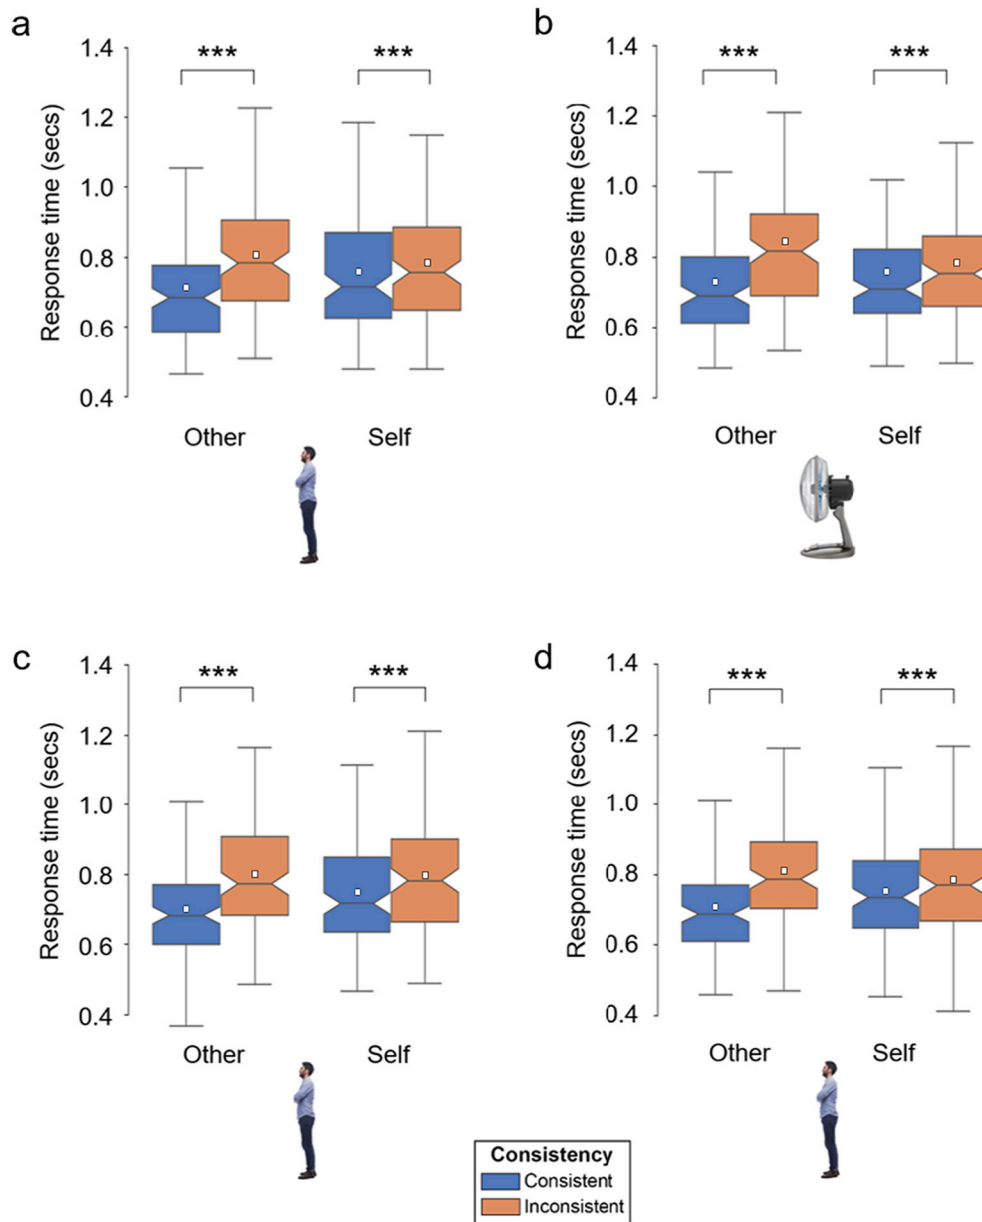 a
Response time (secs)
1.4
1.2
1.0
0.8
0.6
0.4
***
***
Other
Self
b
Response time (secs)
1.4
1.2
1.0
0.8
0.6
0.4
***
***
Other
Self
c
Response time (secs)
1.4
1.2
1.0
0.8
0.6
0.4
***
***
Other
Self
d
Response time (secs)
1.4
1.2
1.0
0.8
0.6
0.4
***
***
Other
Self
Consistency
Consistent
Inconsistent